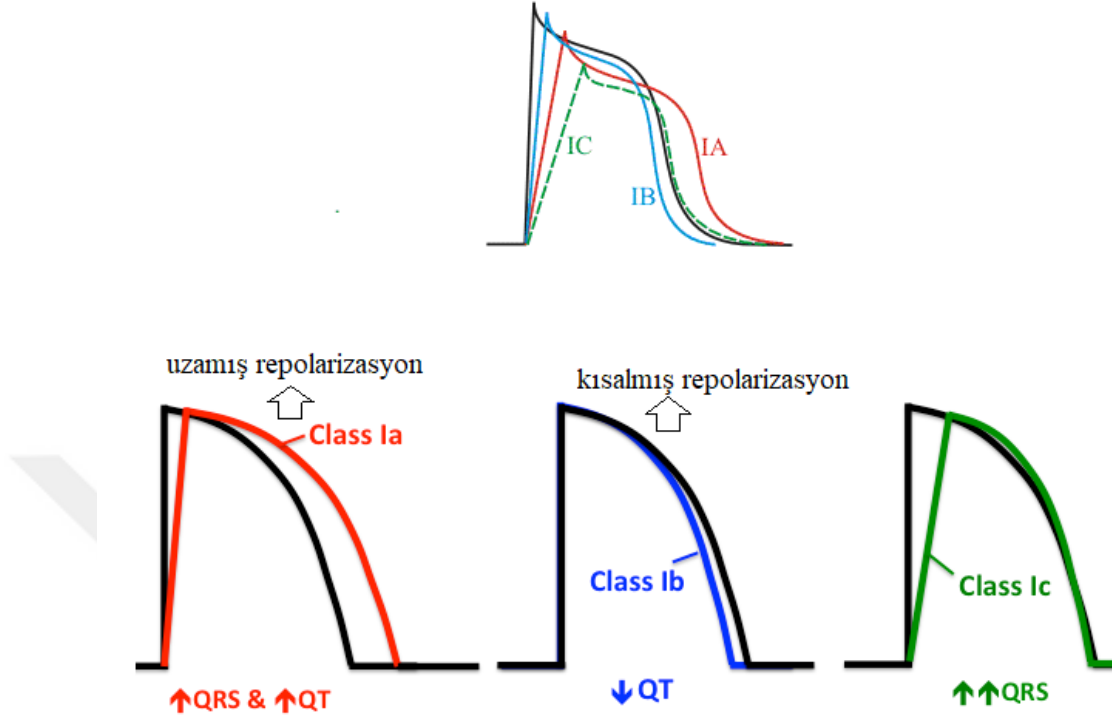 IC
IA
IB
uzamış repolarizasyon
kısalmış repolarizasyon
Class Ia
Class Ib
Class Ic
↑QRS & ↑QT
↓ QT
↑↑QRS